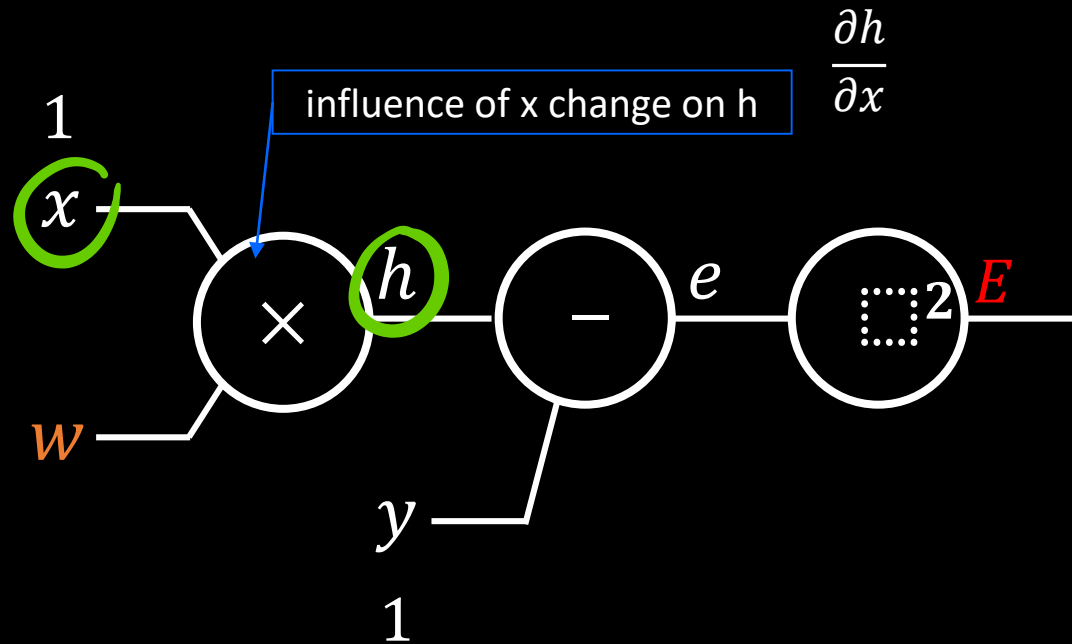 ∂h
∂x
influence of x change on h
1
x
h
e
2
E
×
−
w
y
1